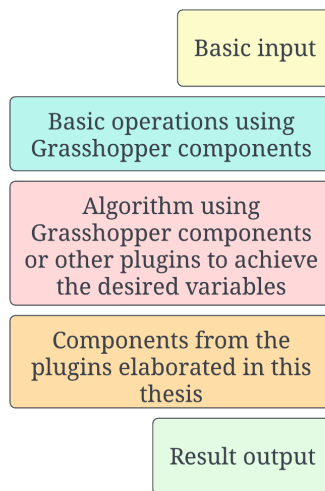 Basic input
Basic operations using
Grasshopper components
Algorithm using
Grasshopper components
or other plugins to achieve
the desired variables
Components from the
plugins elaborated in this
thesis
Result output